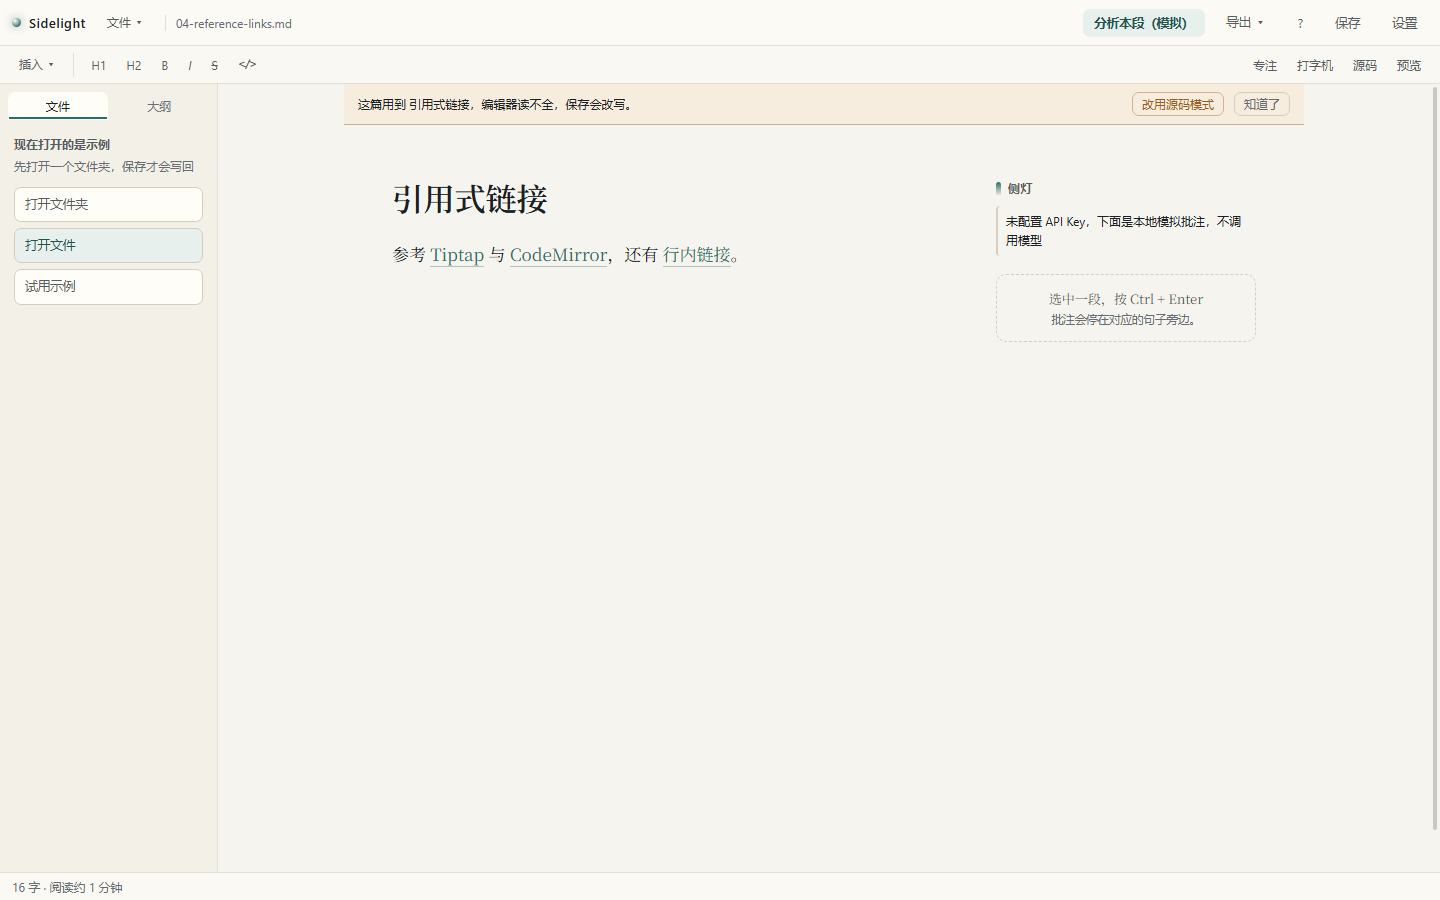 Sidelight 文件 ▾ 04-reference-links.md 分析本段（模拟） 导出 ▾ ? 保存 设置
插入 ▾ H1 H2 B I S </> 专注 打字机 源码 预览
文件 大纲
现在打开的是示例
先打开一个文件夹，保存才会写回
打开文件夹
打开文件
试用示例
这篇用到 引用式链接，编辑器读不全，保存会改写。 改用源码模式 知道了
引用式链接
参考 Tiptap 与 CodeMirror，还有 行内链接。
侧灯
未配置 API Key，下面是本地模拟批注，不调
用模型
选中一段，按 Ctrl + Enter
批注会停在对应的句子旁边。
16 字 · 阅读约 1 分钟